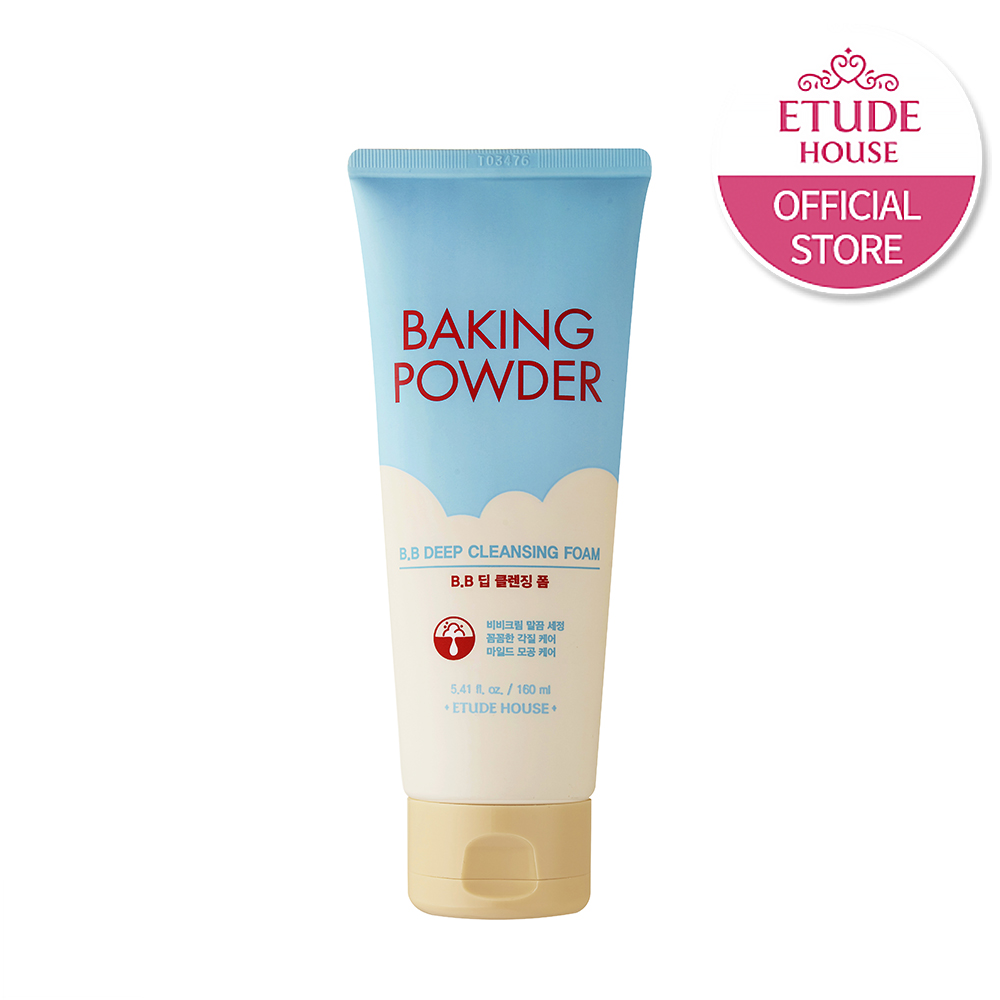 ETUDE
HOUSE
OFFICIAL
STORE
T03476
BAKING
POWDER
B.B DEEP CLEANSING FOAM
B.B 딥 클렌징 폼
비비크림 말끔 세정
꼼꼼한 각질 케어
마일드 모공 케어
5.41 fl. oz. / 160 ml
ETUDE HOUSE